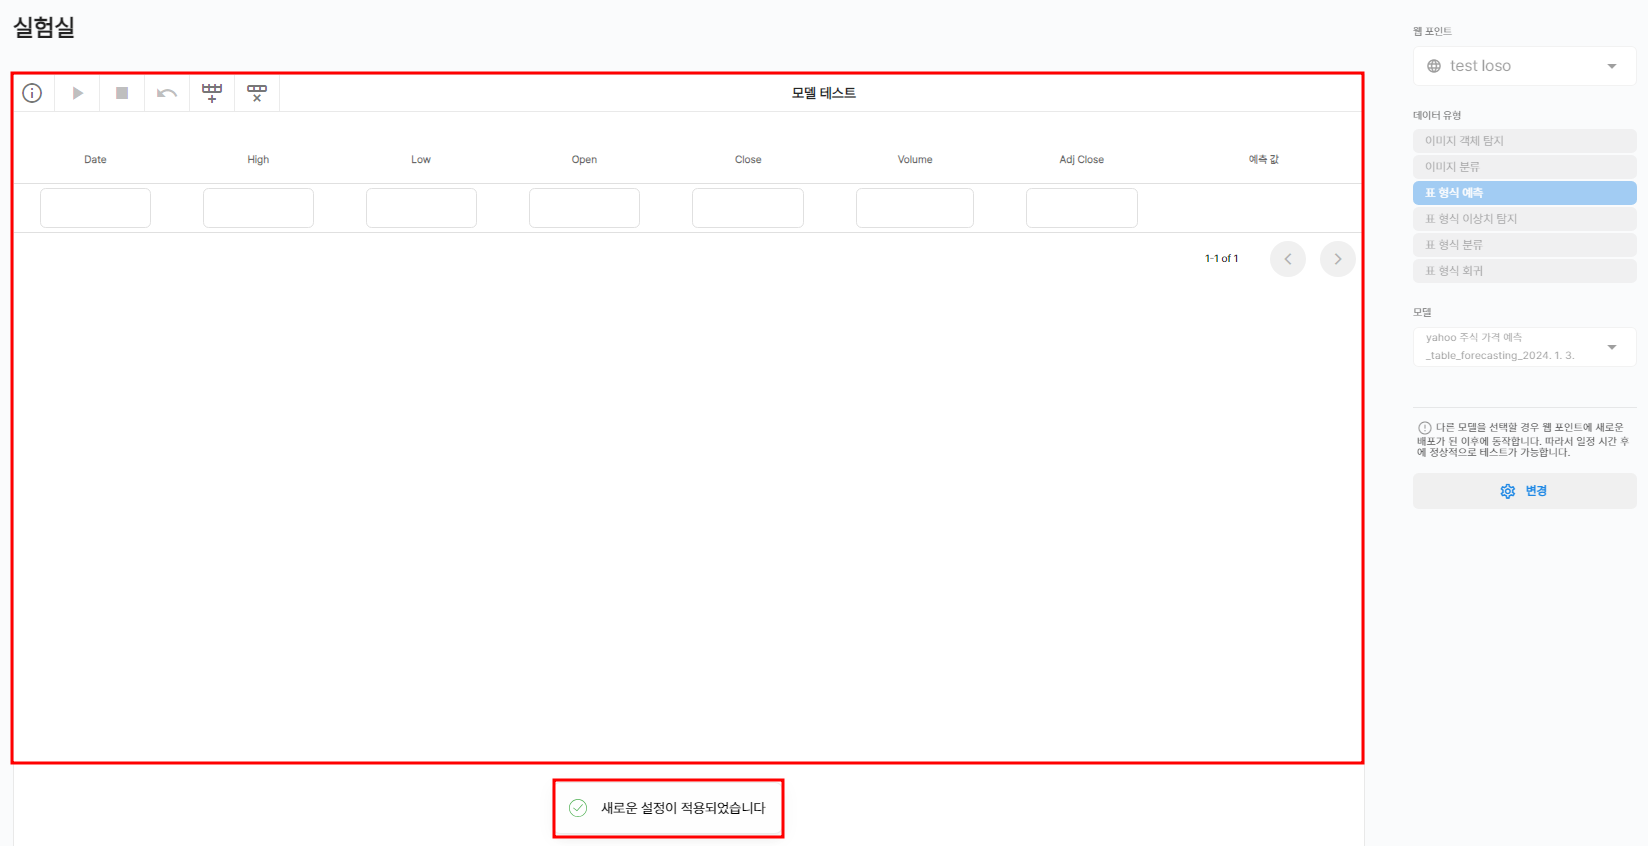 실험실
모델 테스트
Date High Low Open Close Volume Adj Close 예측 값
1-1 of 1
새로운 설정이 적용되었습니다
웹 포인트
test loso
데이터 유형
이미지 객체 탐지
이미지 분류
표 형식 예측
표 형식 이상치 탐지
표 형식 분류
표 형식 회귀
모델
yahoo 주식 가격 예측
_table_forecasting_2024. 1. 3.
다른 모델을 선택할 경우 웹 포인트에 새로운
배포가 된 이후에 동작합니다. 따라서 일정 시간 후
에 정상적으로 테스트가 가능합니다.
변경